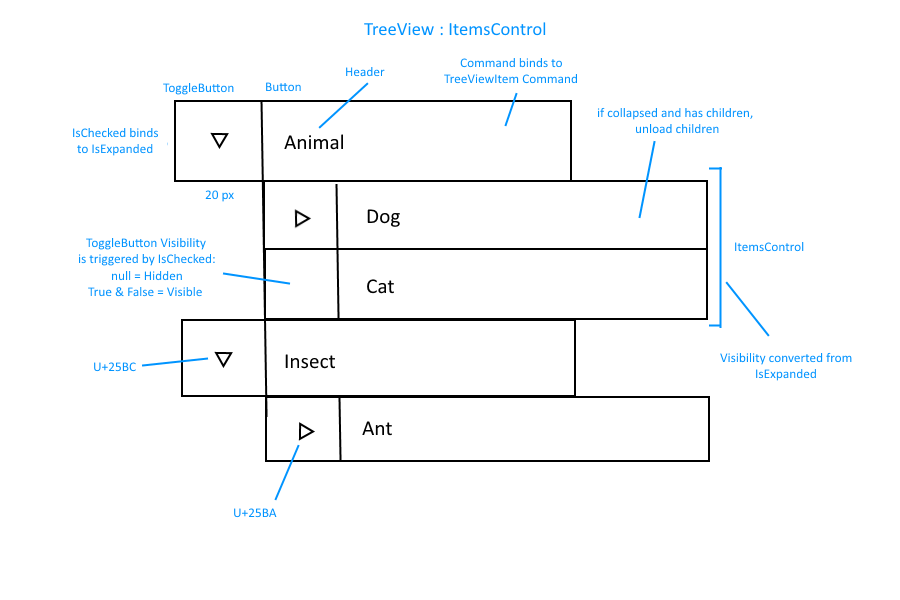 TreeView : ItemsControl
Command binds to
TreeViewItem Command
Header
ToggleButton
Button
if collapsed and has children,
unload children
IsChecked binds
to IsExpanded
Animal
20 px
Dog
ToggleButton Visibility
is triggered by IsChecked:
null = Hidden
True & False = Visible
ItemsControl
Cat
Insect
U+25BC
Visibility converted from
IsExpanded
Ant
U+25BA